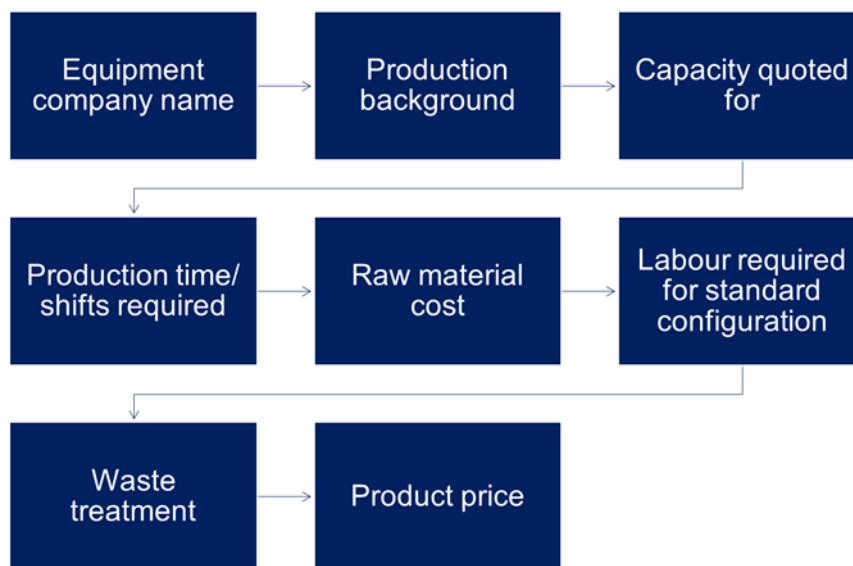 Equipment
company name
Production
background
Capacity quoted
for
Production time/
shifts required
Raw material
cost
Labour required
for standard
configuration
Waste
treatment
Product price